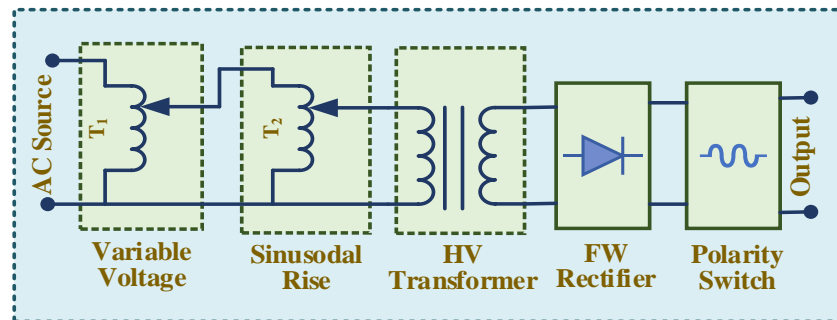 AC Source
T1
T2
Output
Variable
Voltage
Sinusodal
Rise
HV
Transformer
FW
Rectifier
Polarity
Switch